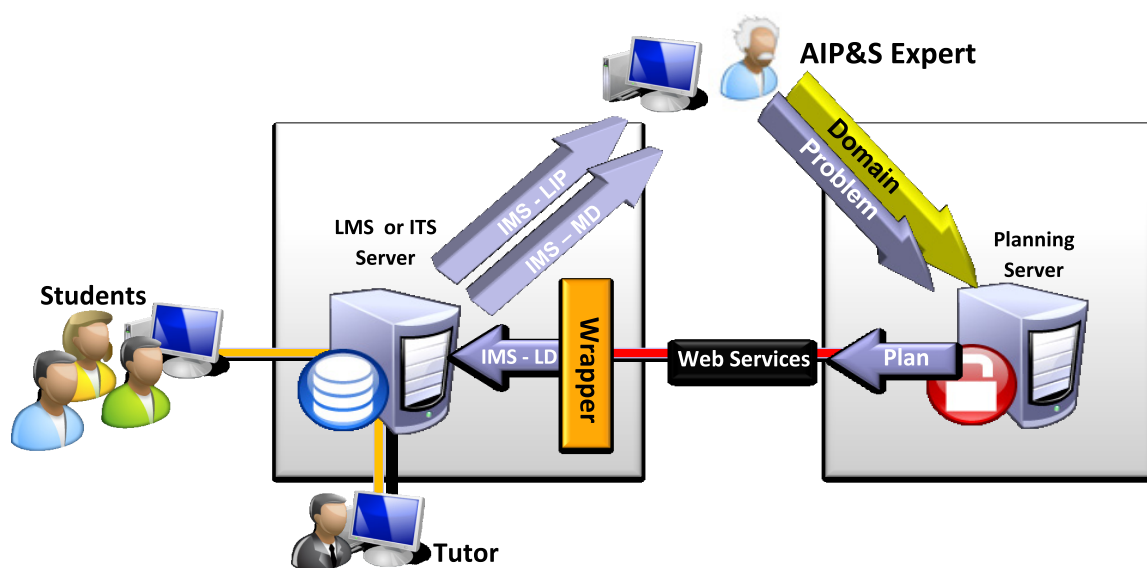 AIP&S Expert
Domain
Problem
IMS - LIP
IMS – MD
LMS or ITS
Server
Planning
Server
Students
IMS - LD
Wrappper
Web Services
Plan
Tutor